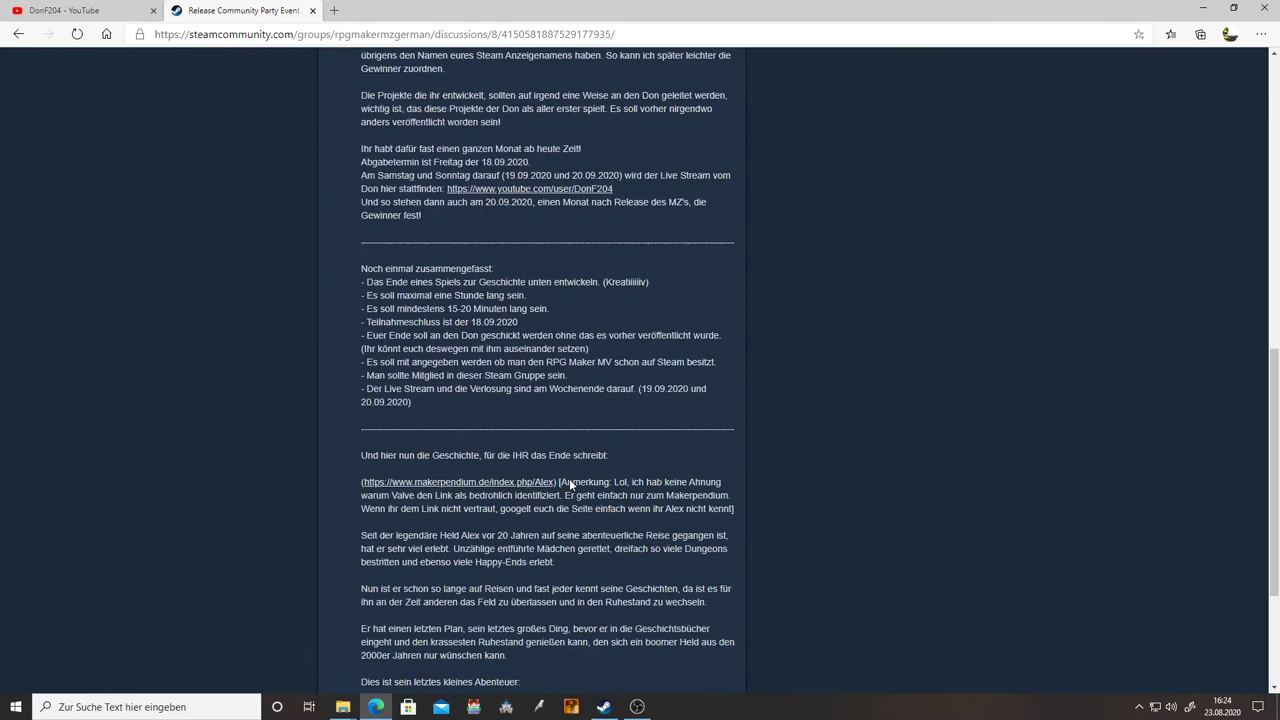 DonF204 - YouTube
Release Community Party Event
https://steamcommunity.com/groups/rpgmakermzgerman/discussions/8/4150581887529177935/
übrigens den Namen eures Steam Anzeigenamens haben. So kann ich später leichter die
Gewinner zuordnen.
Die Projekte die ihr entwickelt, sollten auf irgend eine Weise an den Don geleitet werden,
wichtig ist, das diese Projekte der Don als aller erster spielt. Es soll vorher nirgendwo
anders veröffentlicht worden sein!
Ihr habt dafür fast einen ganzen Monat ab heute Zeit!
Abgabetermin ist Freitag der 18.09.2020.
Am Samstag und Sonntag darauf (19.09.2020 und 20.09.2020) wird der Live Stream vom
Don hier stattfinden: https://www.youtube.com/user/DonF204
Und so stehen dann auch am 20.09.2020, einen Monat nach Release des MZ's, die
Gewinner fest!
Noch einmal zusammengefasst:
- Das Ende eines Spiels zur Geschichte unten entwickeln. (Kreatiiiiiiv)
- Es soll maximal eine Stunde lang sein.
- Es soll mindestens 15-20 Minuten lang sein.
- Teilnahmeschluss ist der 18.09.2020
- Euer Ende soll an den Don geschickt werden ohne das es vorher veröffentlicht wurde.
(Ihr könnt euch deswegen mit ihm auseinander setzen)
- Es soll mit angegeben werden ob man den RPG Maker MV schon auf Steam besitzt.
- Man sollte Mitglied in dieser Steam Gruppe sein.
- Der Live Stream und die Verlosung sind am Wochenende darauf. (19.09.2020 und
20.09.2020)
Und hier nun die Geschichte, für die IHR das Ende schreibt:
(https://www.makerpendium.de/index.php/Alex) [Anmerkung: Lol, ich hab keine Ahnung
warum Valve den Link als bedrohlich identifiziert. Er geht einfach nur zum Makerpendium.
Wenn ihr dem Link nicht vertraut, googelt euch die Seite einfach wenn ihr Alex nicht kennt]
Seit der legendäre Held Alex vor 20 Jahren auf seine abenteuerliche Reise gegangen ist,
hat er sehr viel erlebt. Unzählige entführte Mädchen gerettet, dreifach so viele Dungeons
bestritten und ebenso viele Happy-Ends erlebt.
Nun ist er schon so lange auf Reisen und fast jeder kennt seine Geschichten, da ist es für
ihn an der Zeit anderen das Feld zu überlassen und in den Ruhestand zu wechseln.
Er hat einen letzten Plan, sein letztes großes Ding, bevor er in die Geschichtsbücher
eingeht und den krassesten Ruhestand genießen kann, den sich ein boomer Held aus den
2000er Jahren nur wünschen kann.
Dies ist sein letztes kleines Abenteuer:
Zur Suche Text hier eingeben
16:24
23.08.2020